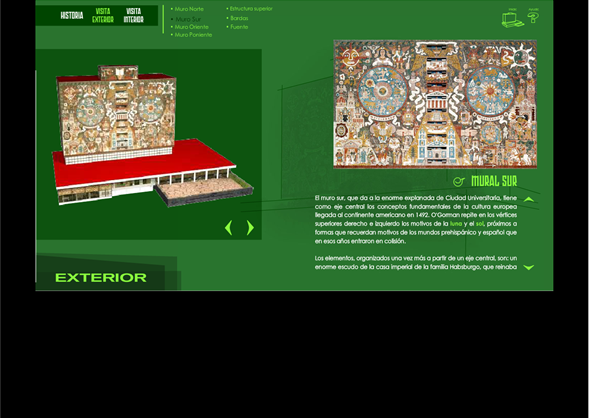 HISTORIA
VISITA EXTERIOR
VISITA INTERIOR
• Muro Norte
• Muro Sur
• Muro Oriente
• Muro Poniente
• Estructura superior
• Bardas
• Fuente
MURAL SUR
El muro sur, que da a la enorme explanada de Ciudad Universitaria, tiene
como eje central los conceptos fundamentales de la cultura europea
llegada al continente americano en 1492. O'Gorman repite en los vértices
superiores derecho e izquierdo los motivos de la luna y el sol, próximos a
formas que recuerdan motivos de los mundos prehispánico y español que
en esos años entraron en colisión.
Los elementos, organizados una vez más a partir de un eje central, son: un
enorme escudo de la casa imperial de la familia Habsburgo, que reinaba
EXTERIOR